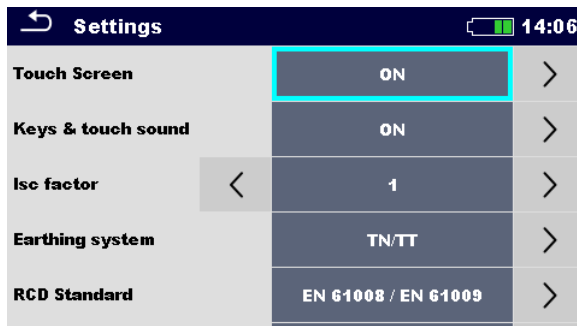 Settings 14:06
Touch Screen ON
Keys & touch sound ON
Isc factor 1
Earthing system TN/TT
RCD Standard EN 61008 / EN 61009